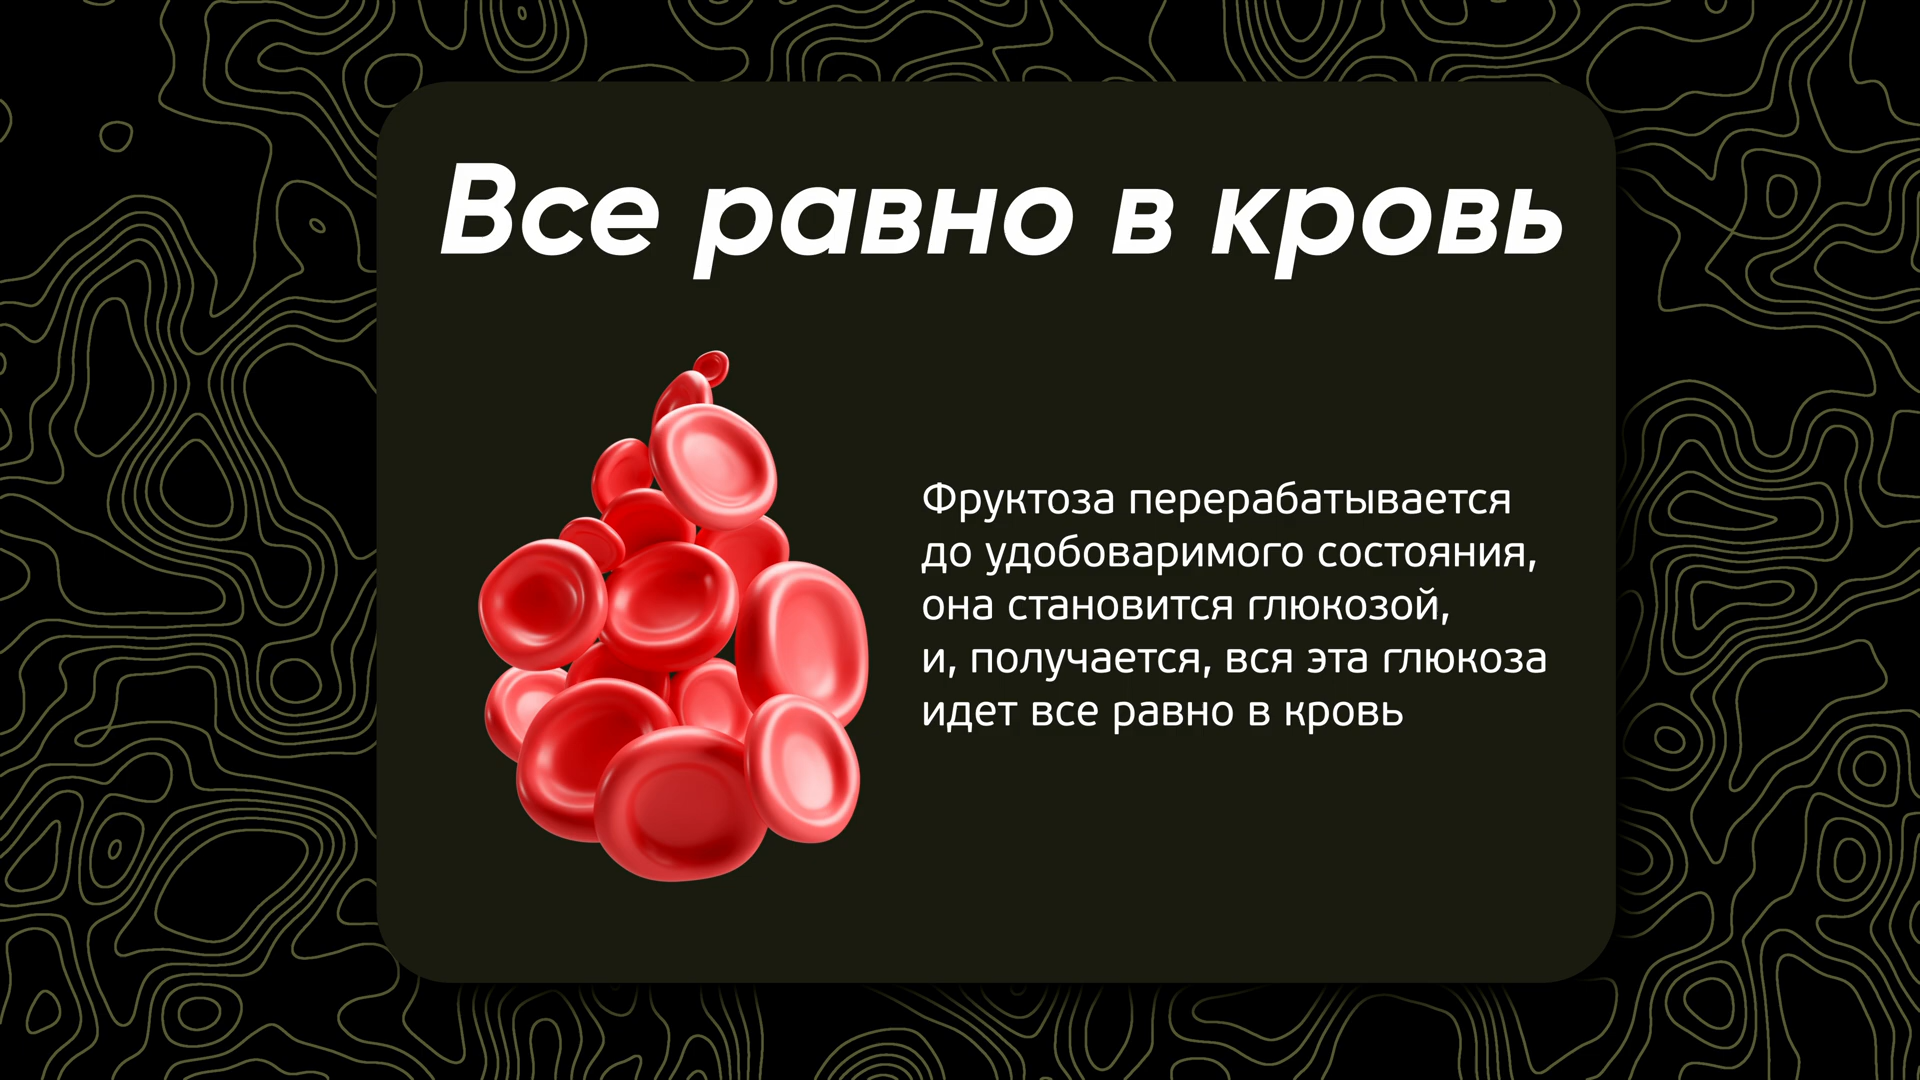 Все равно в кровь
Фруктоза перерабатывается
до удобоваримого состояния,
она становится глюкозой,
и, получается, вся эта глюкоза
идет все равно в кровь